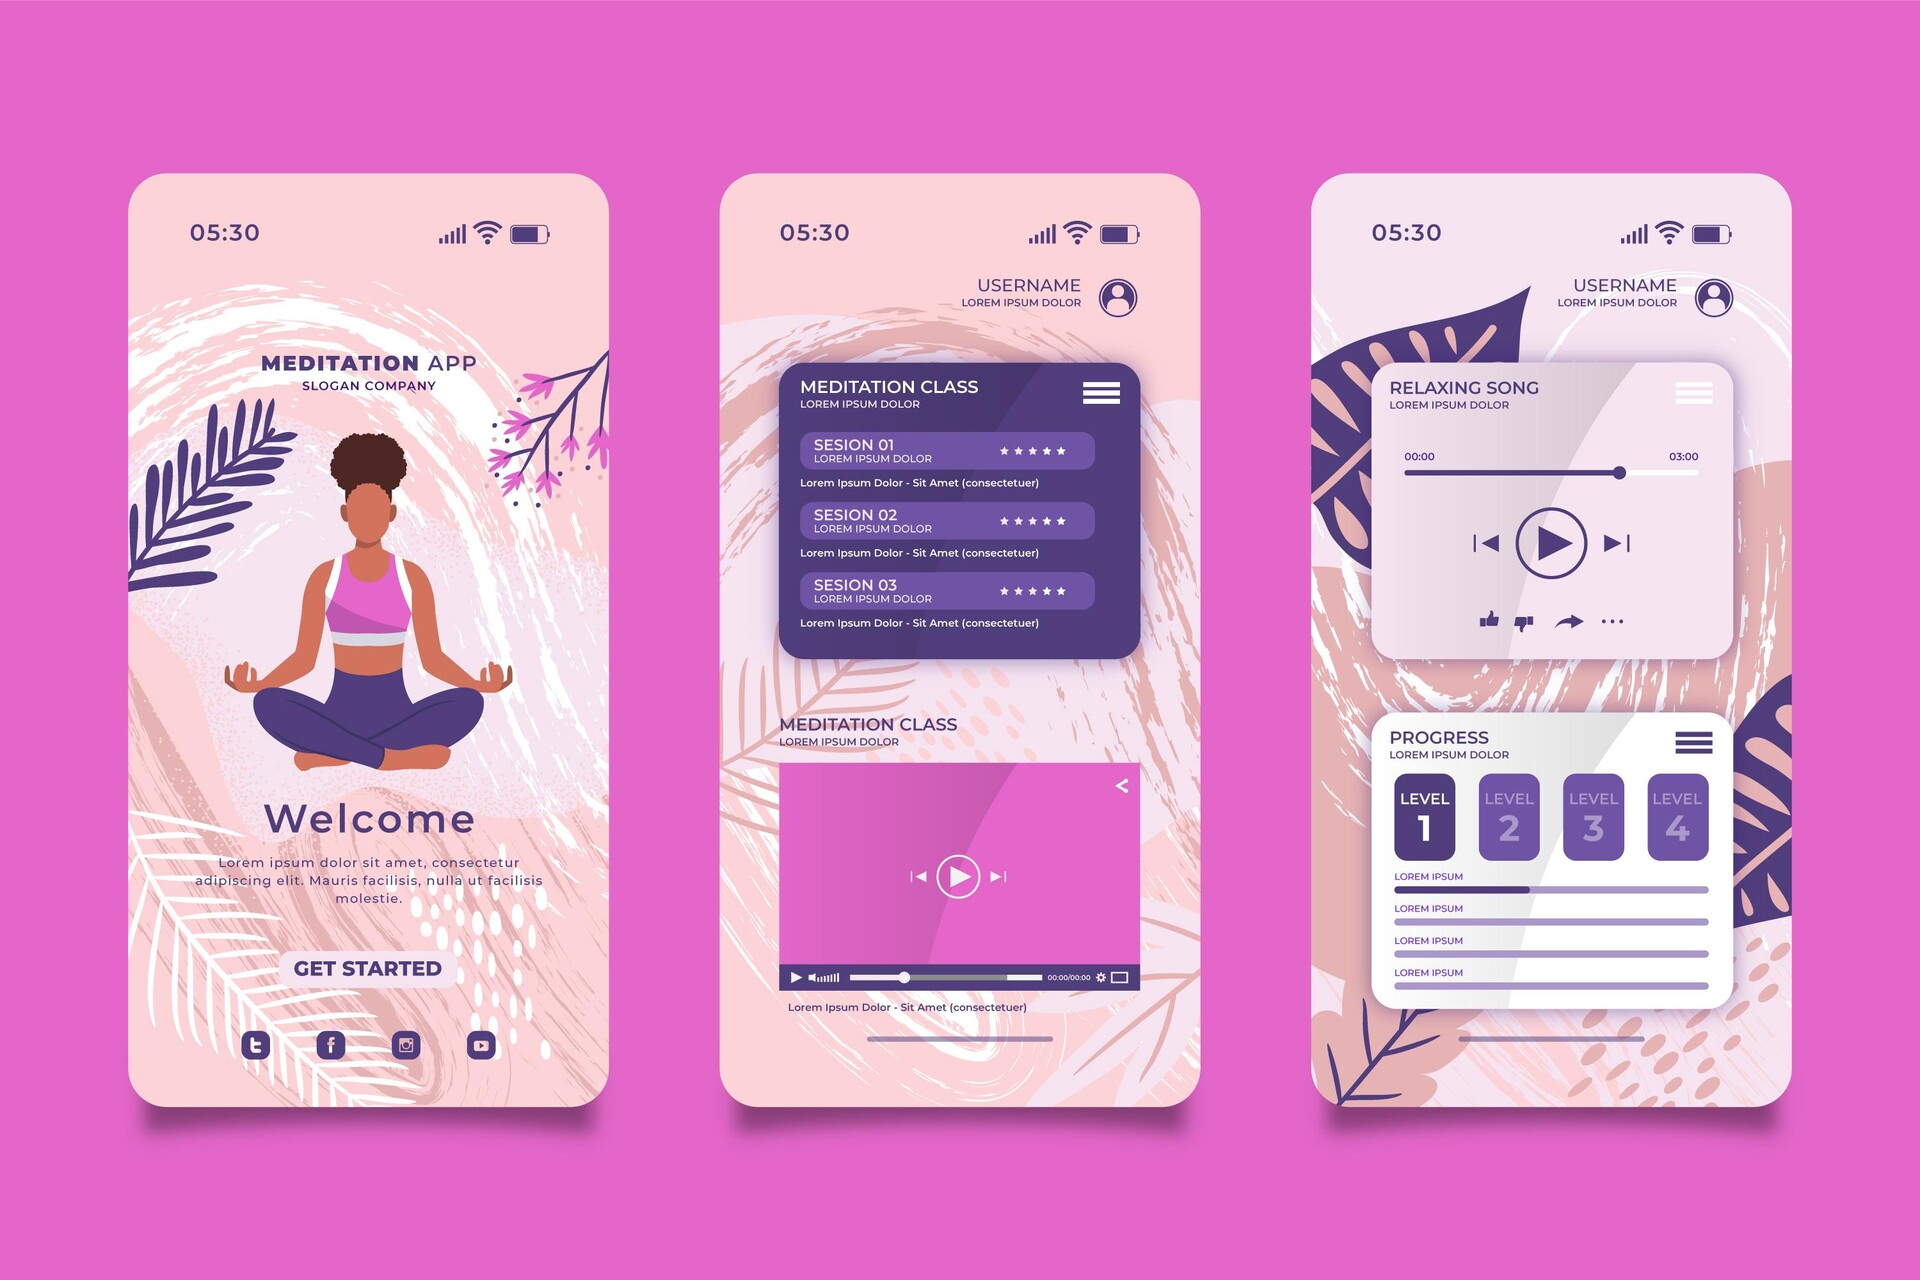 05:30
MEDITATION APP
SLOGAN COMPANY
Welcome
Lorem ipsum dolor sit amet, consectetur
adipiscing elit. Mauris facilisis, nulla ut facilisis
molestie.
GET STARTED
05:30
USERNAME
LOREM IPSUM DOLOR
MEDITATION CLASS
LOREM IPSUM DOLOR
SESION 01
LOREM IPSUM DOLOR
Lorem Ipsum Dolor - Sit Amet (consectetuer)
SESION 02
LOREM IPSUM DOLOR
Lorem Ipsum Dolor - Sit Amet (consectetuer)
SESION 03
LOREM IPSUM DOLOR
Lorem Ipsum Dolor - Sit Amet (consectetuer)
MEDITATION CLASS
LOREM IPSUM DOLOR
00:00/00:00
Lorem Ipsum Dolor - Sit Amet (consectetuer)
05:30
USERNAME
LOREM IPSUM DOLOR
RELAXING SONG
LOREM IPSUM DOLOR
00:00 03:00
PROGRESS
LOREM IPSUM DOLOR
LEVEL LEVEL LEVEL LEVEL
1 2 3 4
LOREM IPSUM
LOREM IPSUM
LOREM IPSUM
LOREM IPSUM